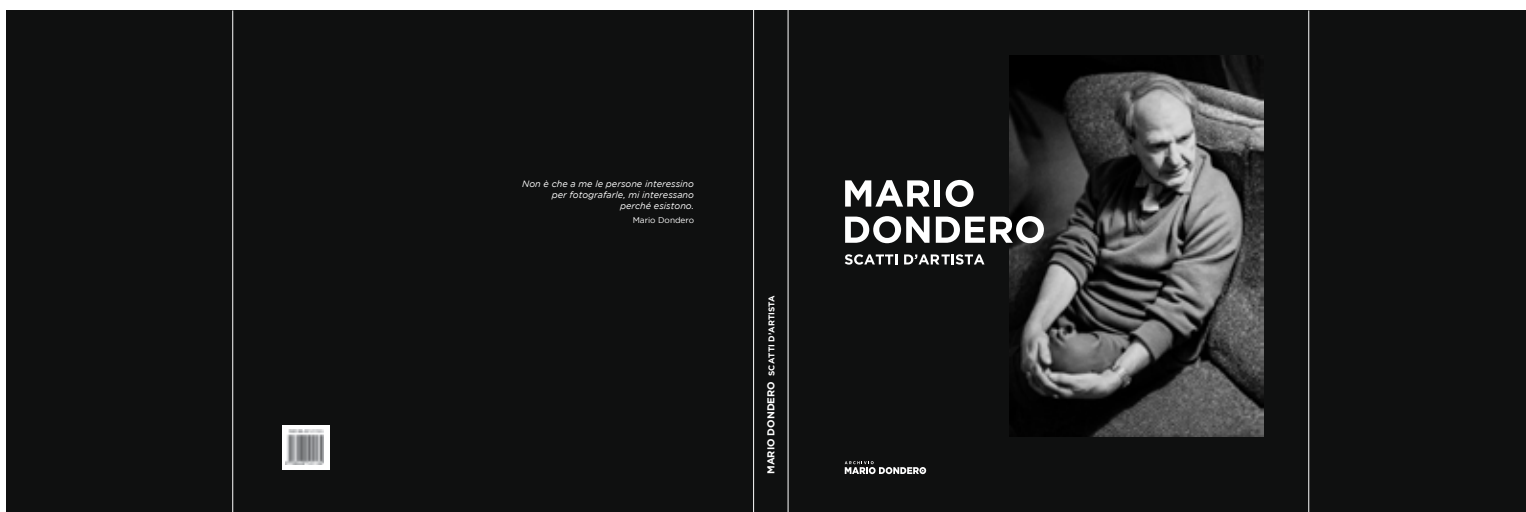 Non è che a me le persone interessino
per fotografarle, mi interessano
perché esistono.
Mario Dondero
MARIO DONDERO SCATTI D'ARTISTA
MARIO
DONDERO
SCATTI D'ARTISTA
ARCHIVIO
MARIO DONDERO